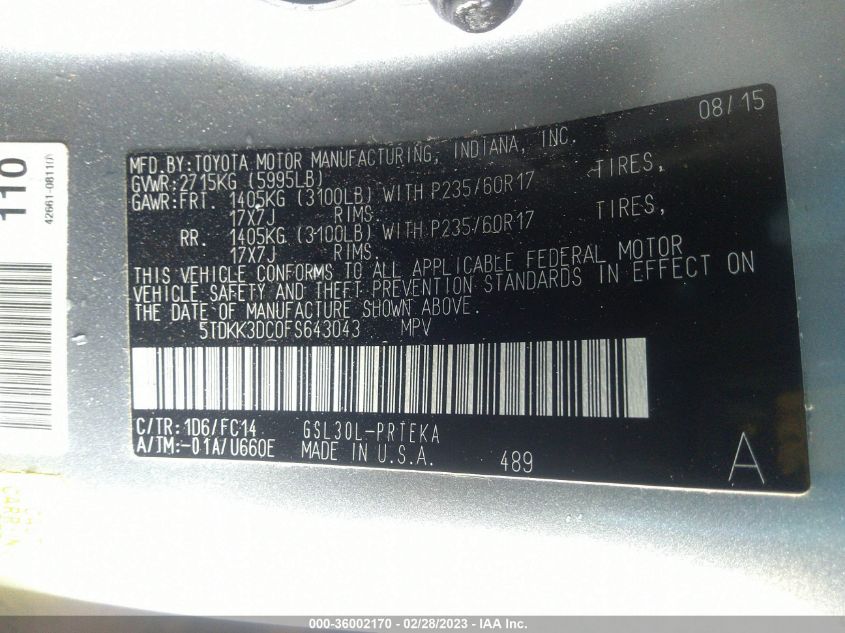 110
42661-0811
08/15
MFD.BY:TOYOTA MOTOR MANUFACTURING, INDIANA, INC.
GVWR:2715KG (5995LB)
GAWR:FRT. 1405KG (3100LB) WITH P235/60R17 TIRES,
17X7J RIMS.
RR. 1405KG (3100LB) WITH P235/60R17 TIRES,
17X7J RIMS.
THIS VEHICLE CONFORMS TO ALL APPLICABLE FEDERAL MOTOR
VEHICLE SAFETY AND THEFT PREVENTION STANDARDS IN EFFECT ON
THE DATE OF MANUFACTURE SHOWN ABOVE.
5TDKK3DC0FS643043 MPV
C/TR:1D6/FC14 GSL30L-PRTEKA
A/TM:-01A/U660E MADE IN U.S.A. 489
A
000-36002170 - 02/28/2023 - IAA Inc.